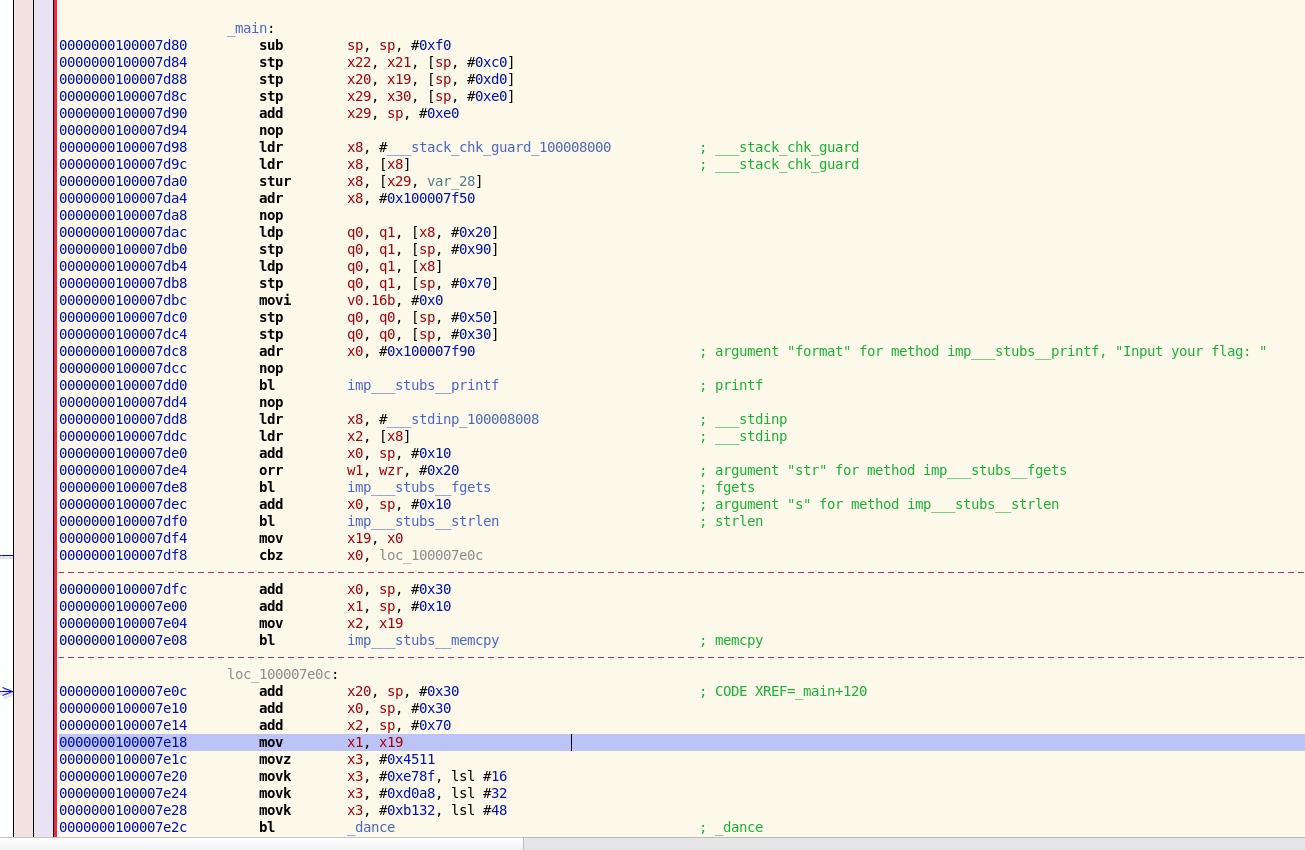 _main:
0000000100007d80 sub sp, sp, #0xf0
0000000100007d84 stp x22, x21, [sp, #0xc0]
0000000100007d88 stp x20, x19, [sp, #0xd0]
0000000100007d8c stp x29, x30, [sp, #0xe0]
0000000100007d90 add x29, sp, #0xe0
0000000100007d94 nop
0000000100007d98 ldr x8, #___stack_chk_guard_100008000 ; ___stack_chk_guard
0000000100007d9c ldr x8, [x8] ; ___stack_chk_guard
0000000100007da0 stur x8, [x29, var_28]
0000000100007da4 adr x8, #0x100007f50
0000000100007da8 nop
0000000100007dac ldp q0, q1, [x8, #0x20]
0000000100007db0 stp q0, q1, [sp, #0x90]
0000000100007db4 ldp q0, q1, [x8]
0000000100007db8 stp q0, q1, [sp, #0x70]
0000000100007dbc movi v0.16b, #0x0
0000000100007dc0 stp q0, q0, [sp, #0x50]
0000000100007dc4 stp q0, q0, [sp, #0x30]
0000000100007dc8 adr x0, #0x100007f90 ; argument "format" for method imp___stubs__printf, "Input your flag: "
0000000100007dcc nop
0000000100007dd0 bl imp___stubs__printf ; printf
0000000100007dd4 nop
0000000100007dd8 ldr x8, #___stdinp_100008008 ; ___stdinp
0000000100007ddc ldr x2, [x8] ; ___stdinp
0000000100007de0 add x0, sp, #0x10
0000000100007de4 orr w1, wzr, #0x20 ; argument "str" for method imp___stubs__fgets
0000000100007de8 bl imp___stubs__fgets ; fgets
0000000100007dec add x0, sp, #0x10 ; argument "s" for method imp___stubs__strlen
0000000100007df0 bl imp___stubs__strlen ; strlen
0000000100007df4 mov x19, x0
0000000100007df8 cbz x0, loc_100007e0c
0000000100007dfc add x0, sp, #0x30
0000000100007e00 add x1, sp, #0x10
0000000100007e04 mov x2, x19
0000000100007e08 bl imp___stubs__memcpy ; memcpy
loc_100007e0c:
0000000100007e0c add x20, sp, #0x30 ; CODE XREF=_main+120
0000000100007e10 add x0, sp, #0x30
0000000100007e14 add x2, sp, #0x70
0000000100007e18 mov x1, x19
0000000100007e1c movz x3, #0x4511
0000000100007e20 movk x3, #0xe78f, lsl #16
0000000100007e24 movk x3, #0xd0a8, lsl #32
0000000100007e28 movk x3, #0xb132, lsl #48
0000000100007e2c bl _dance ; _dance